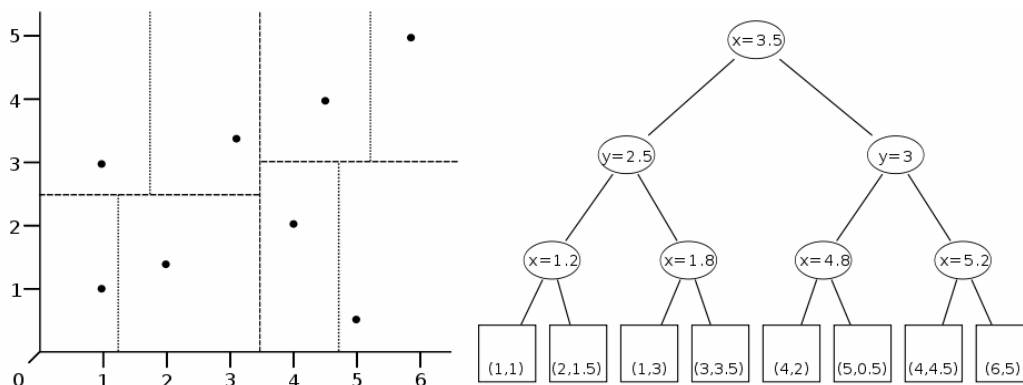 5
4
3
2
1
0 1 2 3 4 5 6
x=3.5
y=2.5 y=3
x=1.2 x=1.8 x=4.8 x=5.2
(1,1) (2,1.5) (1,3) (3,3.5) (4,2) (5,0.5) (4,4.5) (6,5)